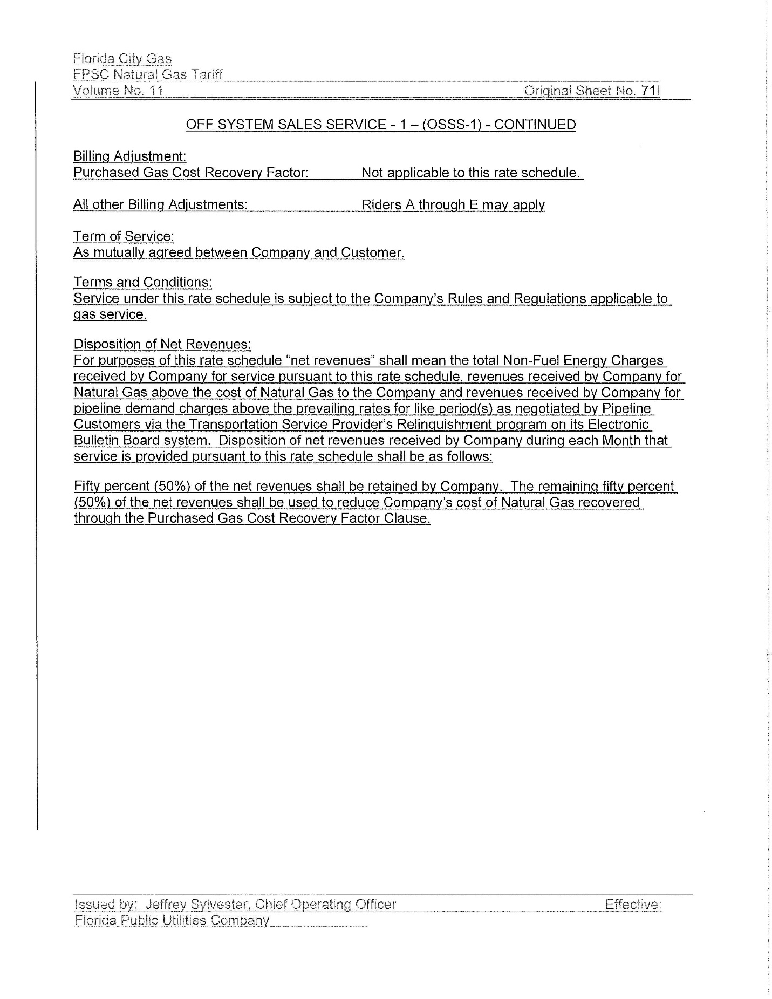 Florida City Gas
FPSC Natural Gas Tariff
Volume No. 11 Original Sheet No. 71I
OFF SYSTEM SALES SERVICE - 1 – (OSSS-1) - CONTINUED
Billing Adjustment:
Purchased Gas Cost Recovery Factor: Not applicable to this rate schedule.
All other Billing Adjustments: Riders A through E may apply
Term of Service:
As mutually agreed between Company and Customer.
Terms and Conditions:
Service under this rate schedule is subject to the Company's Rules and Regulations applicable to
gas service.
Disposition of Net Revenues:
For purposes of this rate schedule “net revenues” shall mean the total Non-Fuel Energy Charges
received by Company for service pursuant to this rate schedule, revenues received by Company for
Natural Gas above the cost of Natural Gas to the Company and revenues received by Company for
pipeline demand charges above the prevailing rates for like period(s) as negotiated by Pipeline
Customers via the Transportation Service Provider's Relinquishment program on its Electronic
Bulletin Board system. Disposition of net revenues received by Company during each Month that
service is provided pursuant to this rate schedule shall be as follows:
Fifty percent (50%) of the net revenues shall be retained by Company. The remaining fifty percent
(50%) of the net revenues shall be used to reduce Company's cost of Natural Gas recovered
through the Purchased Gas Cost Recovery Factor Clause.
Issued by: Jeffrey Sylvester, Chief Operating Officer Effective:
Florida Public Utilities Company